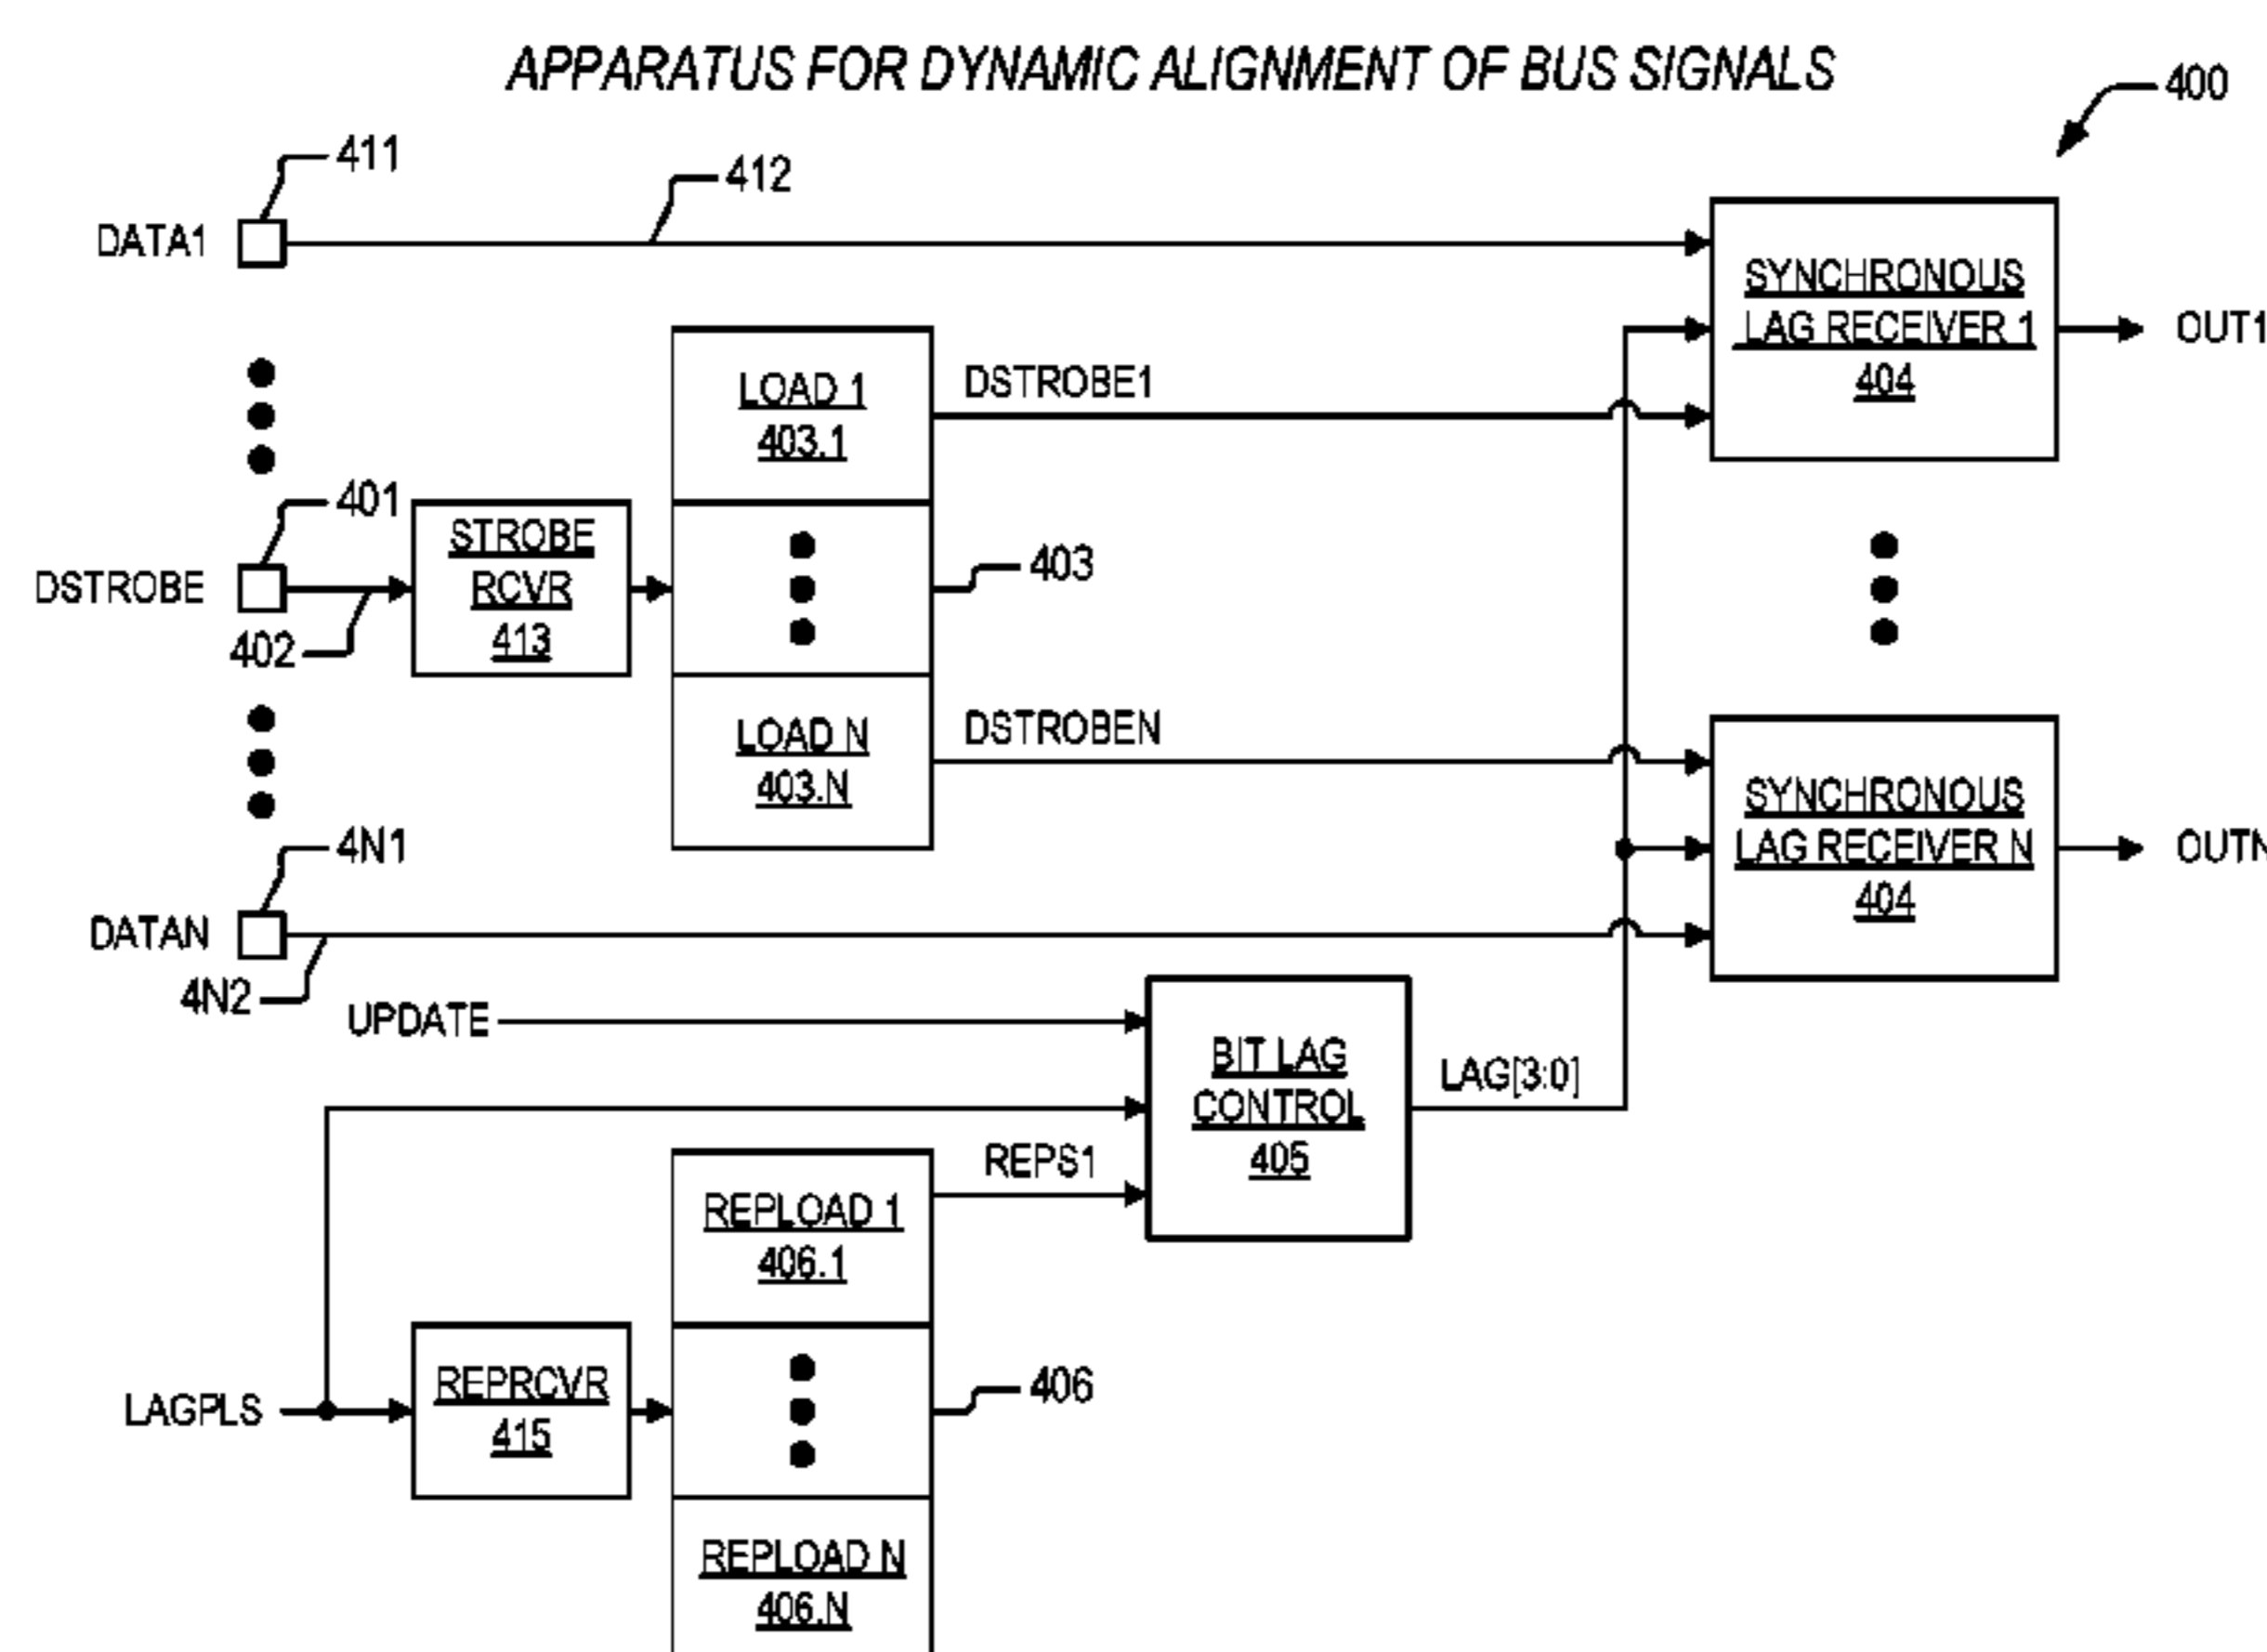 APPARATUS FOR DYNAMIC ALIGNMENT OF BUS SIGNALS
400
411
412
DATA1
SYNCHRONOUS
LAG RECEIVER 1
404
OUT1
LOAD 1
403.1
DSTROBE1
401
DSTROBE
402
STROBE
RCVR
413
403
LOAD N
403.N
DSTROBEN
SYNCHRONOUS
LAG RECEIVER N
404
OUTN
4N1
DATAN
4N2
UPDATE
BIT LAG
CONTROL
405
LAG[3:0]
REPS1
REPLOAD 1
406.1
LAGPLS
REPRCVR
415
406
REPLOAD N
406.N